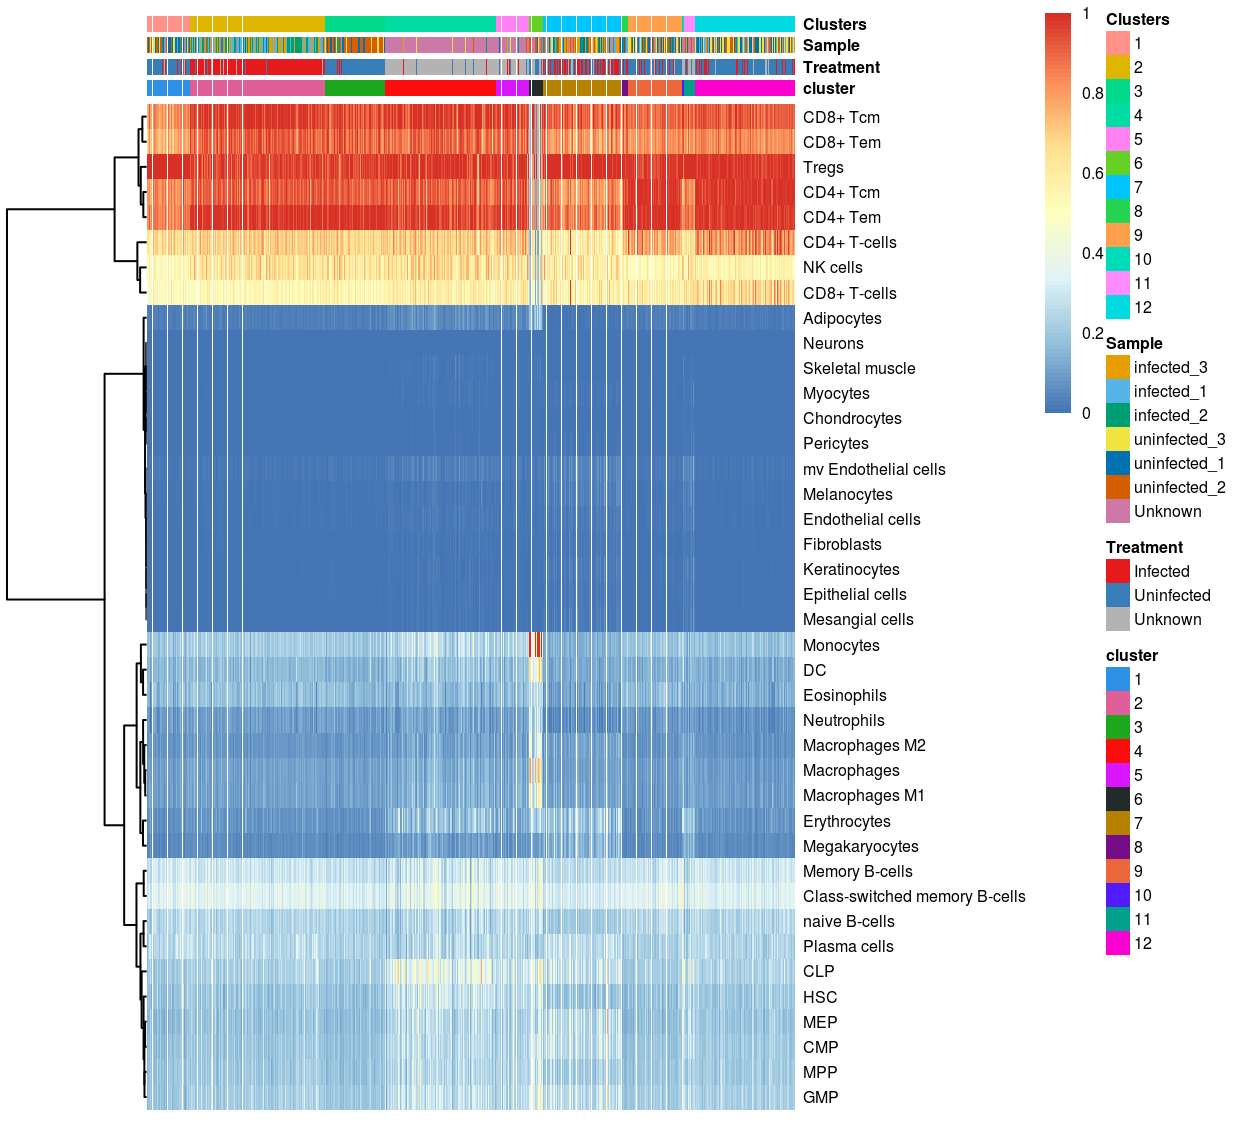 Clusters
Sample
Treatment
cluster
CD8+ Tcm
CD8+ Tem
Tregs
CD4+ Tcm
CD4+ Tem
CD4+ T-cells
NK cells
CD8+ T-cells
Adipocytes
Neurons
Skeletal muscle
Myocytes
Chondrocytes
Pericytes
mv Endothelial cells
Melanocytes
Endothelial cells
Fibroblasts
Keratinocytes
Epithelial cells
Mesangial cells
Monocytes
DC
Eosinophils
Neutrophils
Macrophages M2
Macrophages
Macrophages M1
Erythrocytes
Megakaryocytes
Memory B-cells
Class-switched memory B-cells
naive B-cells
Plasma cells
CLP
HSC
MEP
CMP
MPP
GMP
1
0.8
0.6
0.4
0.2
0
Clusters
1
2
3
4
5
6
7
8
9
10
11
12
Sample
infected_3
infected_1
infected_2
uninfected_3
uninfected_1
uninfected_2
Unknown
Treatment
Infected
Uninfected
Unknown
cluster
1
2
3
4
5
6
7
8
9
10
11
12